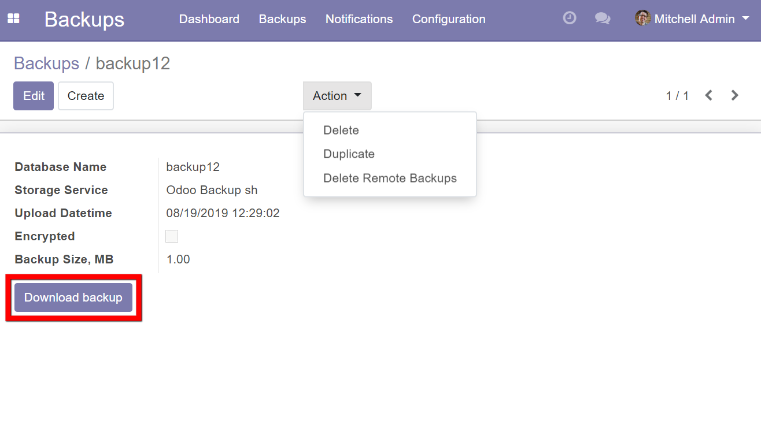 Backups Dashboard Backups Notifications Configuration Mitchell Admin
Backups / backup12
Edit Create Action 1 / 1
Delete
Duplicate
Delete Remote Backups
Database Name backup12
Storage Service Odoo Backup sh
Upload Datetime 08/19/2019 12:29:02
Encrypted
Backup Size, MB 1.00
Download backup